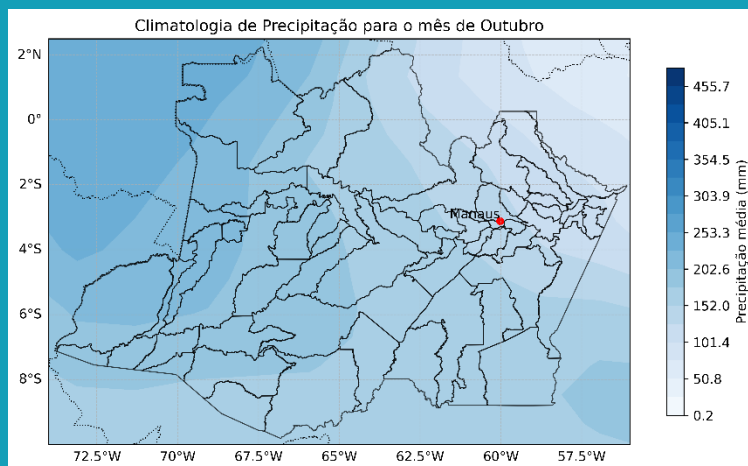 Climatologia de Precipitação para o mês de Outubro
2°N
0°
2°S
4°S
6°S
8°S
72.5°W 70°W 67.5°W 65°W 62.5°W 60°W 57.5°W
Manaus
455.7
405.1
354.5
303.9
253.3
202.6
152.0
101.4
50.8
0.2
Precipitação média (mm)